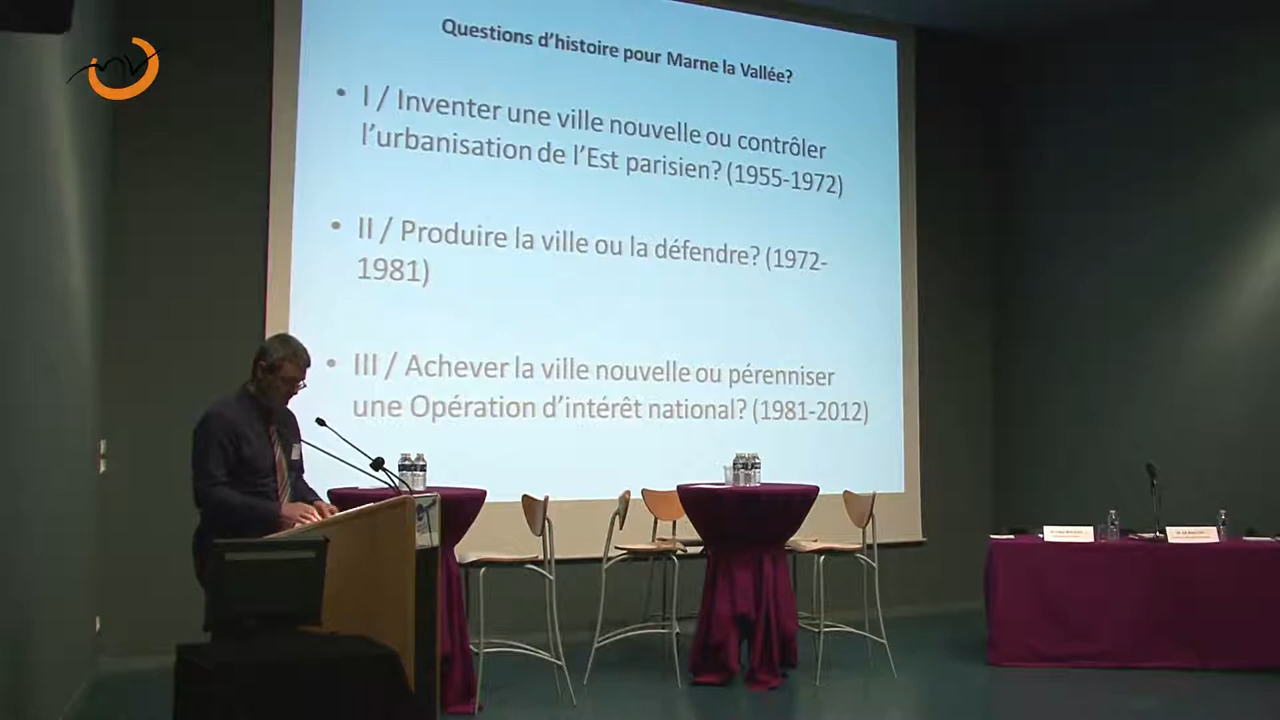 Questions d'histoire pour Marne la Vallée?
• I / Inventer une ville nouvelle ou contrôler
l'urbanisation de l'Est parisien? (1955-1972)
• II / Produire la ville ou la défendre? (1972-
1981)
• III / Achever la ville nouvelle ou pérenniser
une Opération d'intérêt national? (1981-2012)